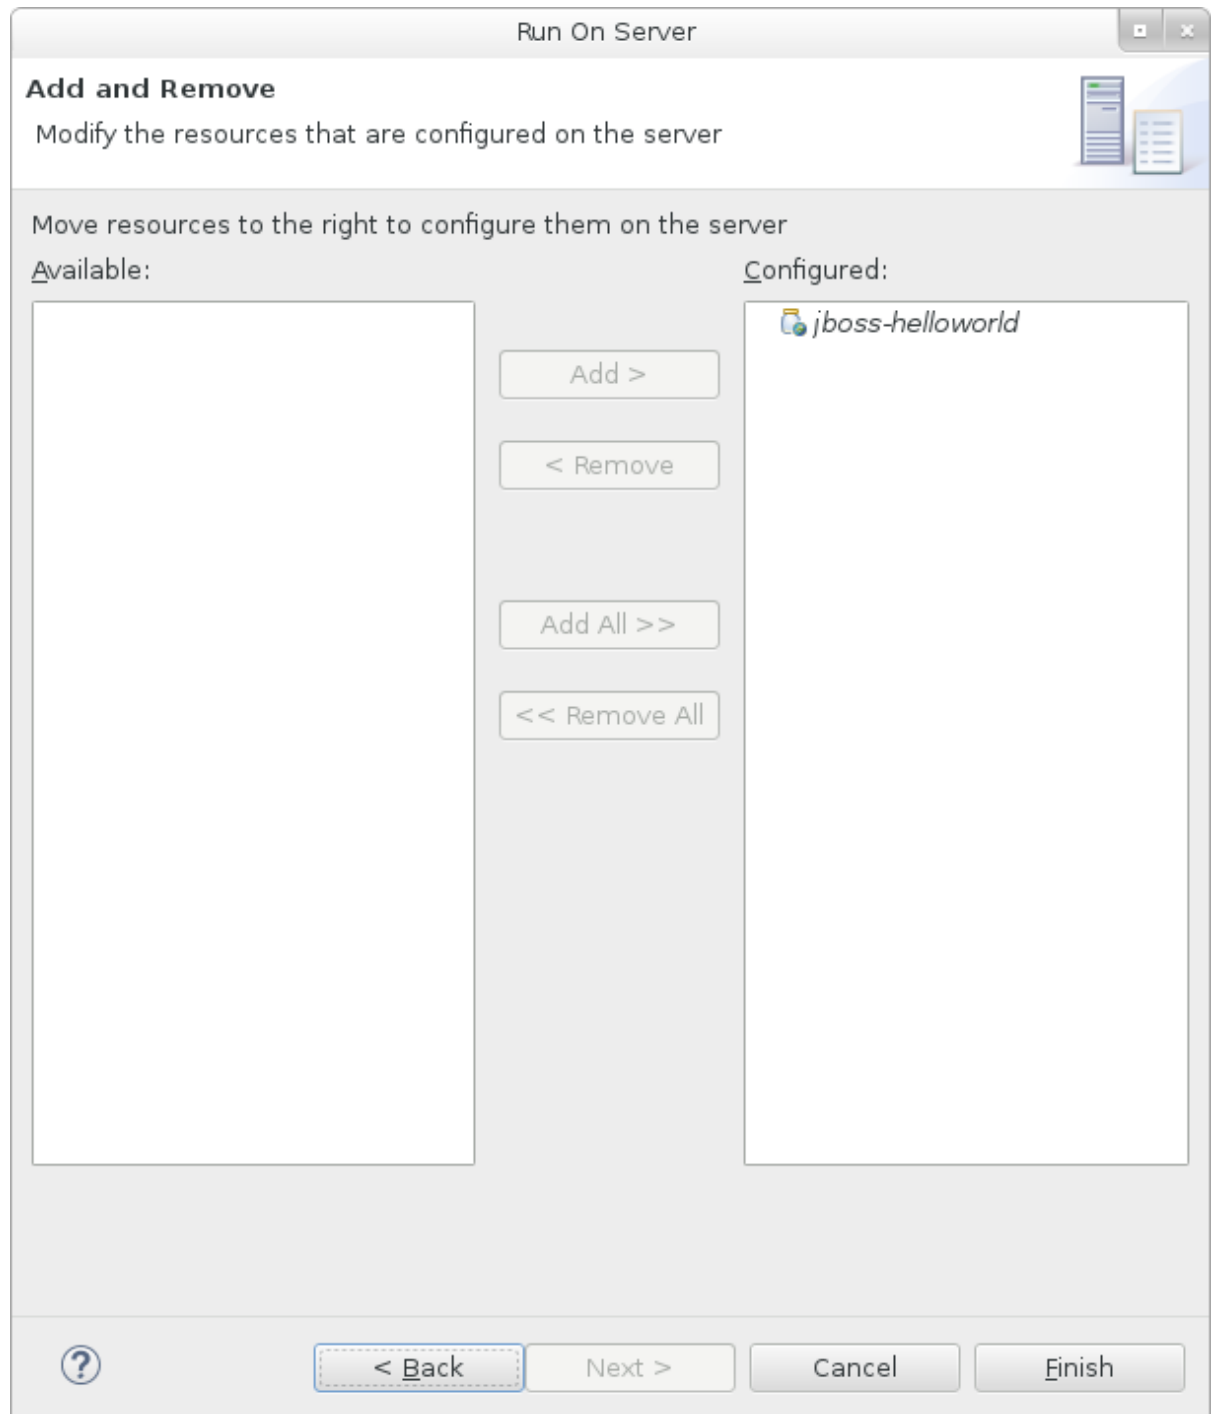 Run On Server
Add and Remove
Modify the resources that are configured on the server
Move resources to the right to configure them on the server
Available:
Configured:
jboss-helloworld
Add >
< Remove
Add All >>
<< Remove All
?
< Back
Next >
Cancel
Finish